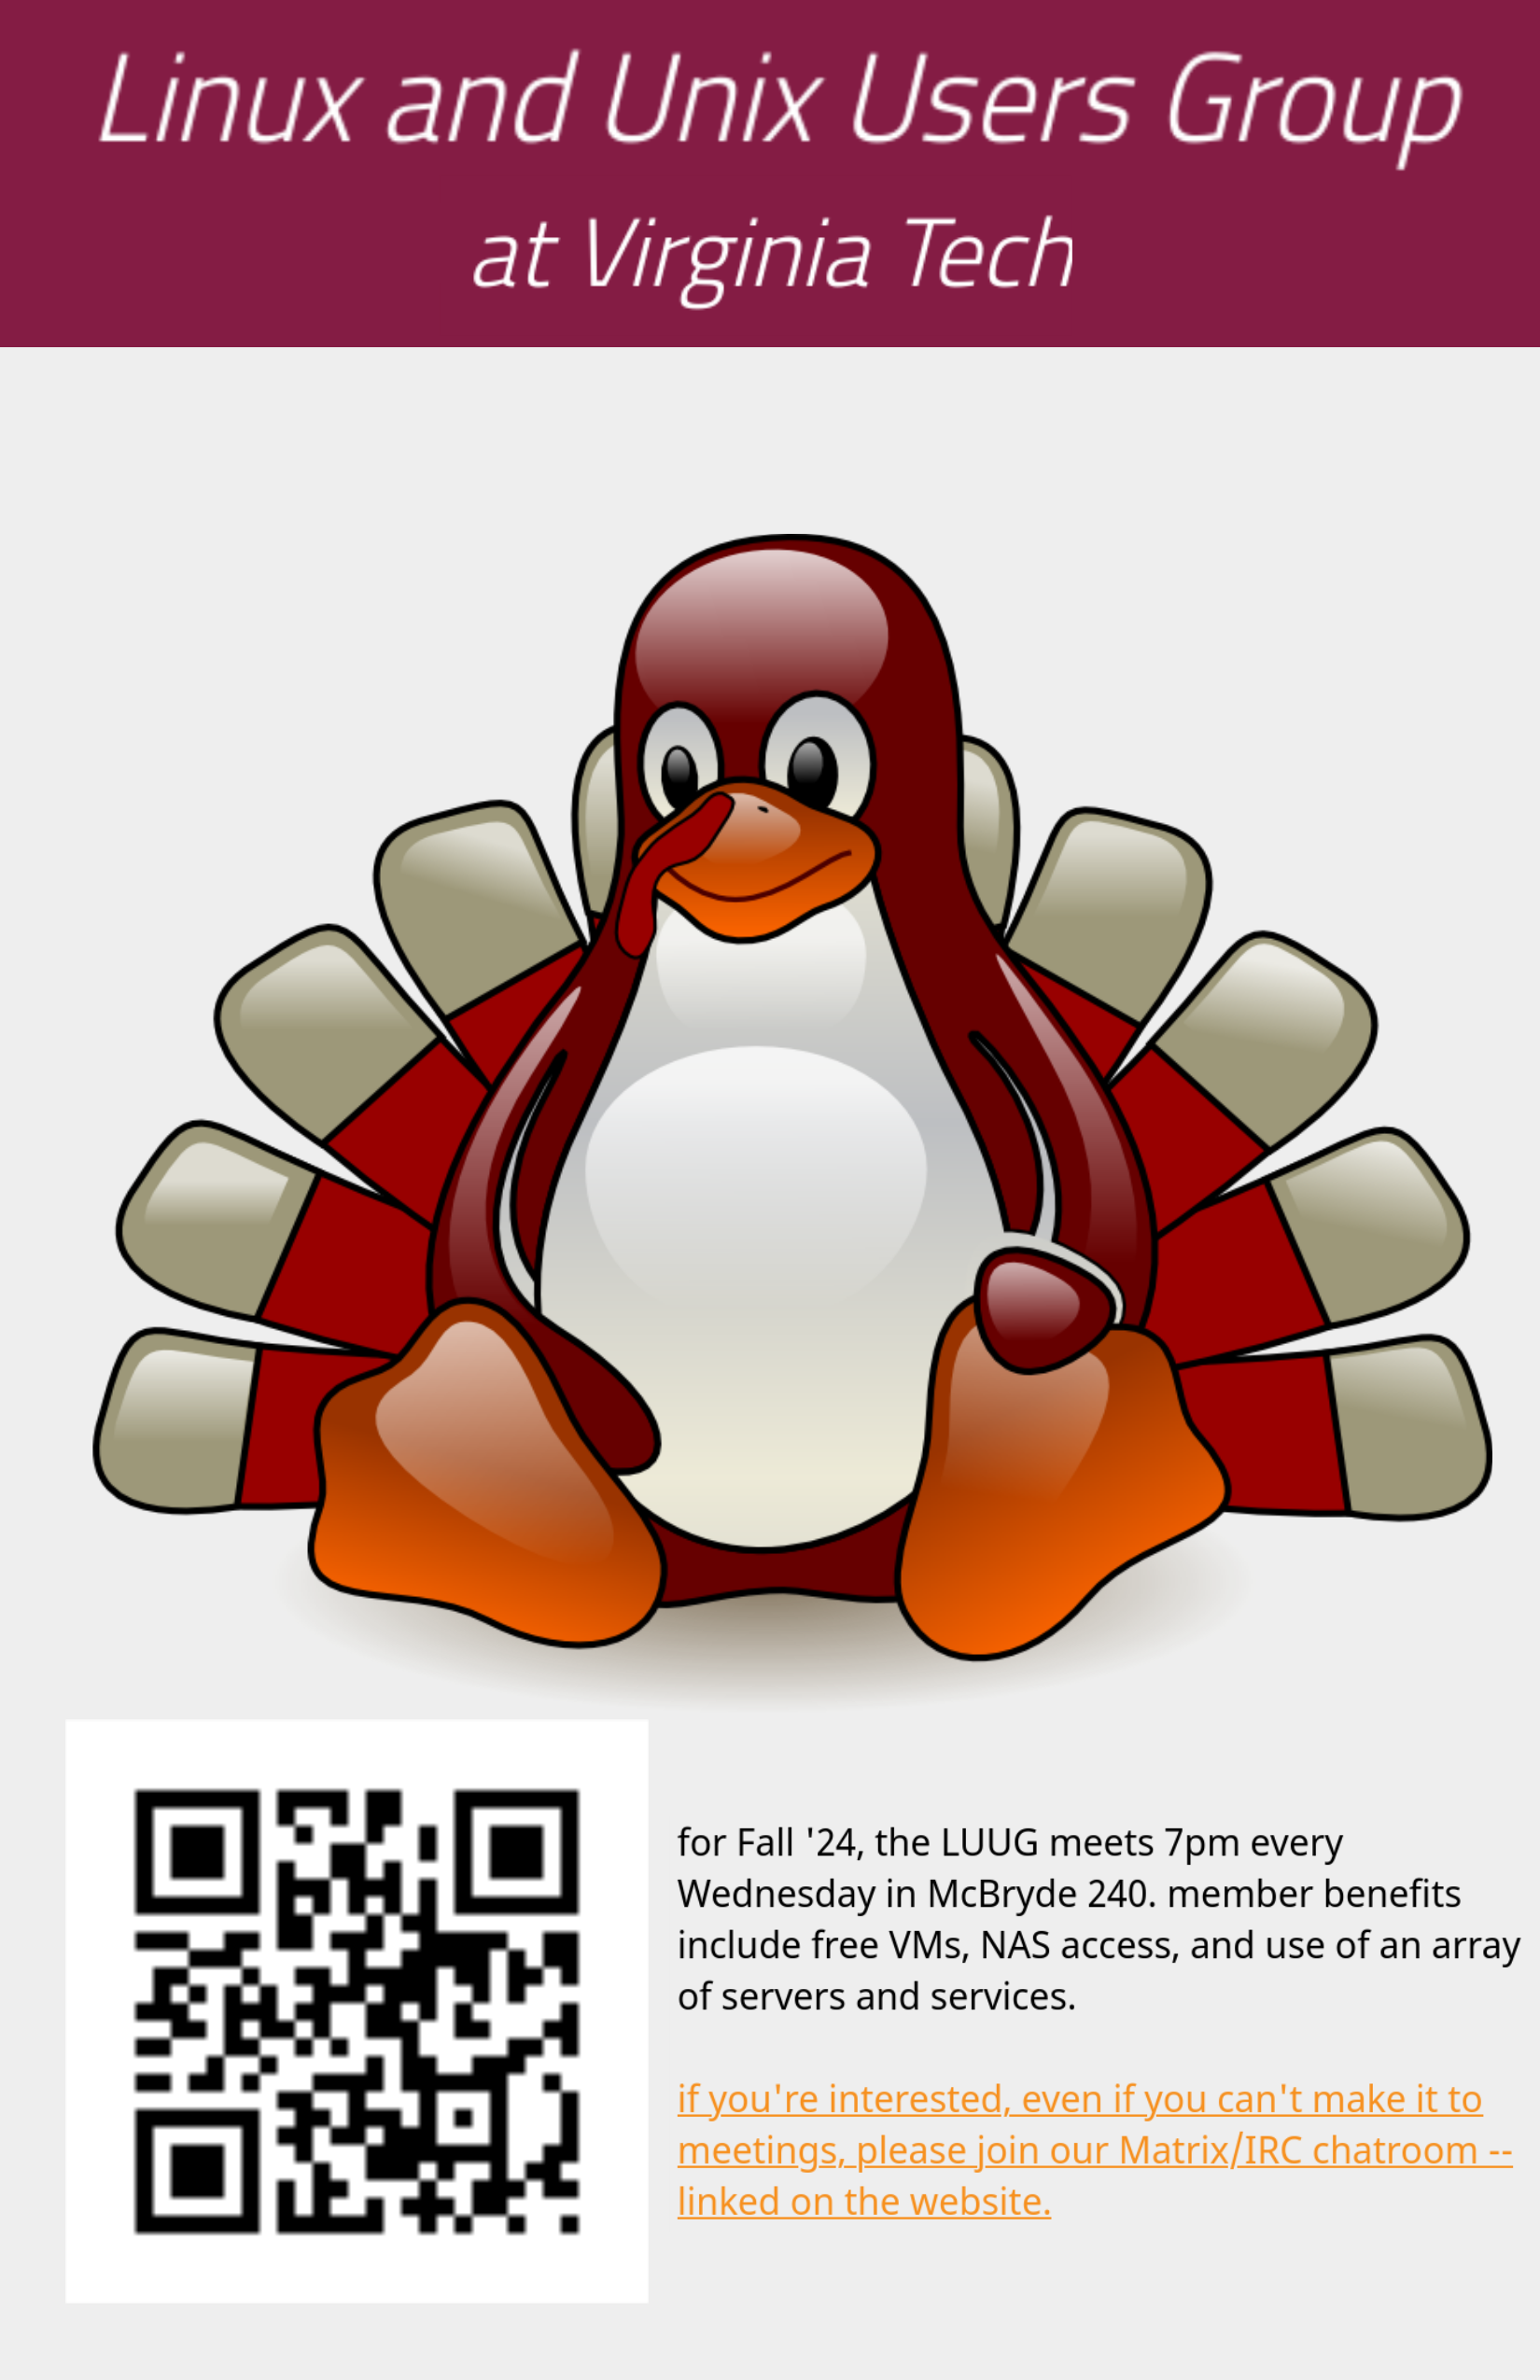 Linux and Unix Users Group
at Virginia Tech
for Fall '24, the LUUG meets 7pm every
Wednesday in McBryde 240. member benefits
include free VMs, NAS access, and use of an array
of servers and services.
if you're interested, even if you can't make it to
meetings, please join our Matrix/IRC chatroom --
linked on the website.